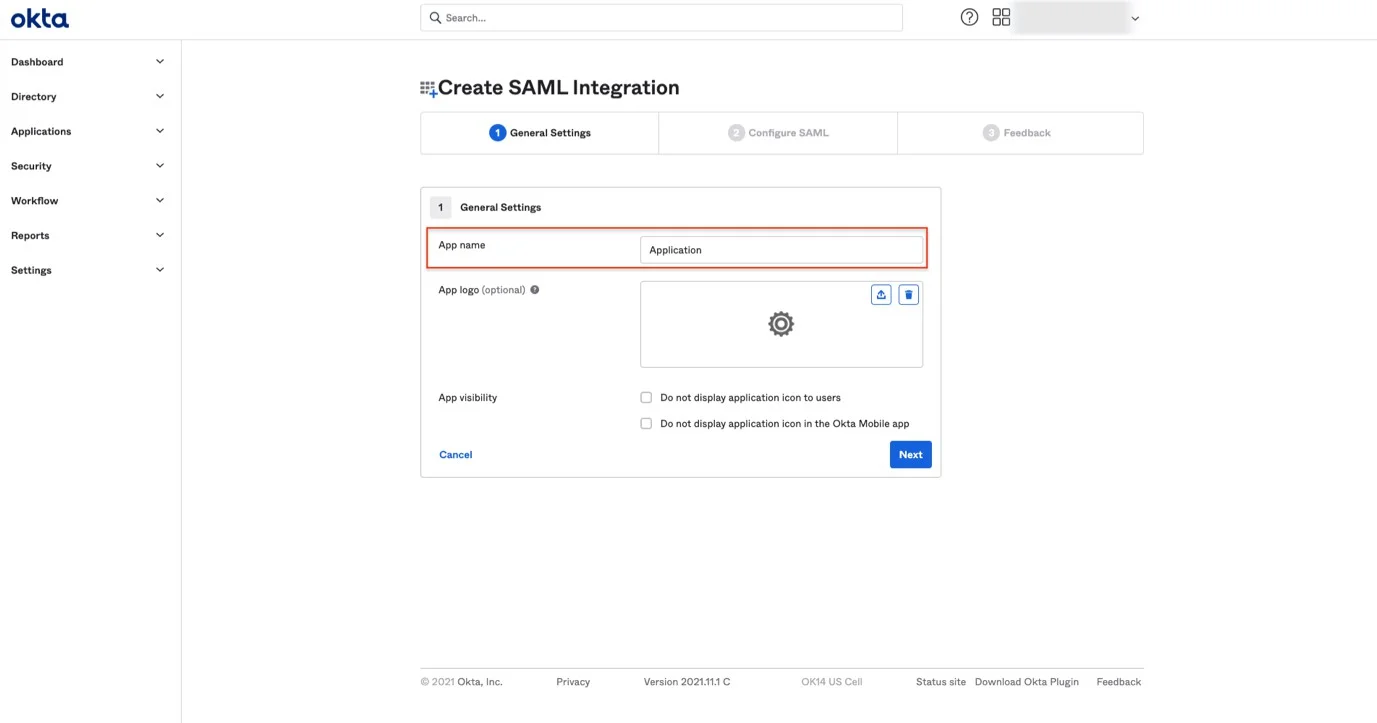 okta
Search...
Dashboard
Directory
Applications
Security
Workflow
Reports
Settings
Create SAML Integration
1 General Settings
2 Configure SAML
3 Feedback
1 General Settings
App name
Application
App logo (optional)
App visibility
Do not display application icon to users
Do not display application icon in the Okta Mobile app
Cancel
Next
© 2021 Okta, Inc. Privacy Version 2021.11.1 C OK14 US Cell Status site Download Okta Plugin Feedback